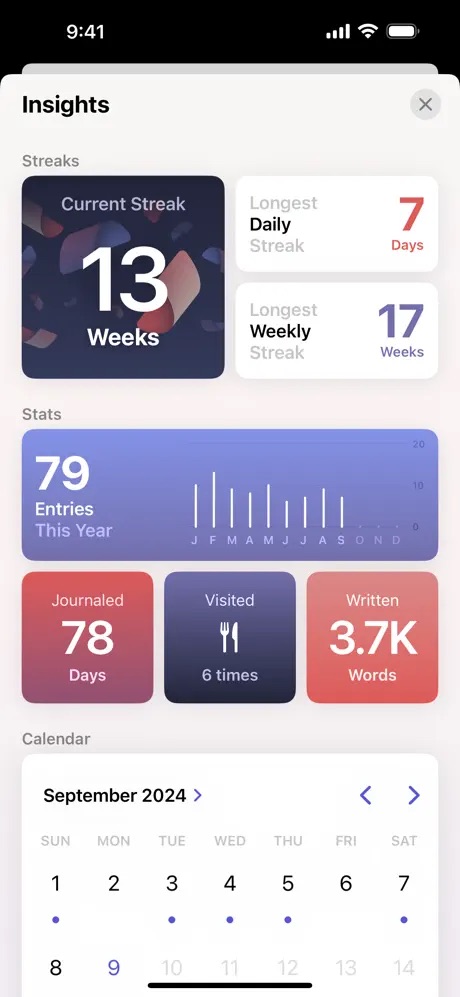 9:41
Insights
Streaks
Current Streak
13
Weeks
Longest
Daily
Streak
7
Days
Longest
Weekly
Streak
17
Weeks
Stats
79
Entries
This Year
20
10
0
J F M A M J J A S O N D
Journaled
78
Days
Visited
6 times
Written
3.7K
Words
Calendar
September 2024
SUN MON TUE WED THU FRI SAT
1 2 3 4 5 6 7
8 9 10 11 12 13 14